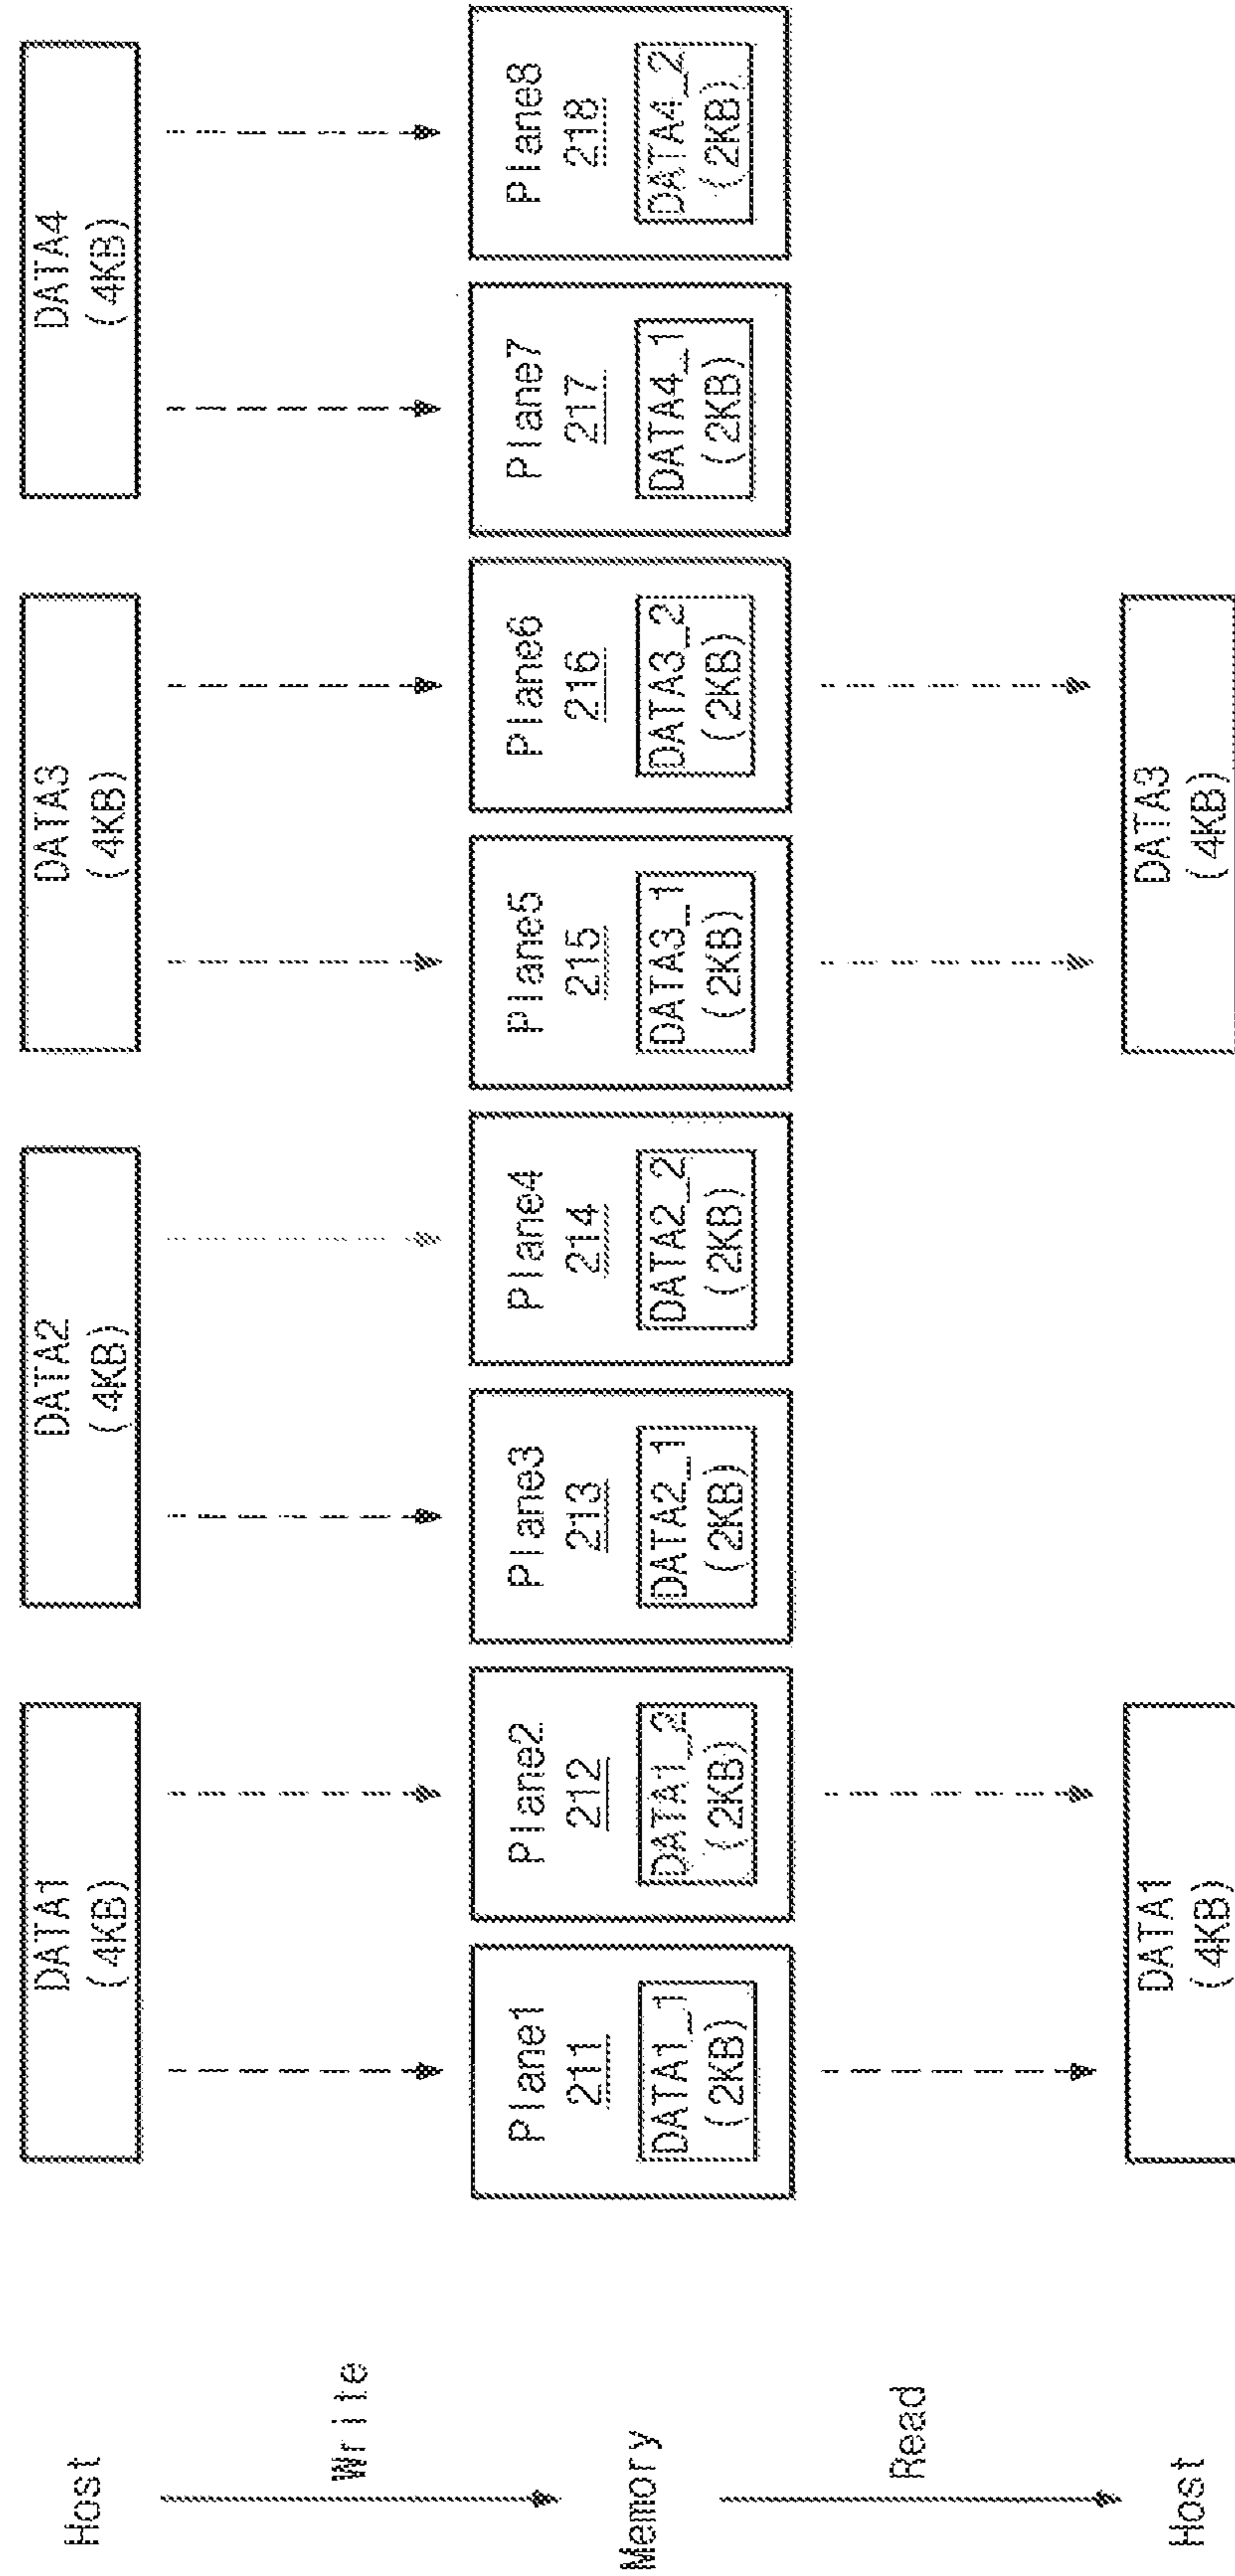 Host
DATA1
(4KB)
DATA2
(4KB)
DATA3
(4KB)
DATA4
(4KB)
Write
Memory
Plane1
211
DATA1_1
(2KB)
Plane2
212
DATA1_2
(2KB)
Plane3
213
DATA2_1
(2KB)
Plane4
214
DATA2_2
(2KB)
Plane5
215
DATA3_1
(2KB)
Plane6
216
DATA3_2
(2KB)
Plane7
217
DATA4_1
(2KB)
Plane8
218
DATA4_2
(2KB)
Read
Host
DATA1
(4KB)
DATA3
(4KB)